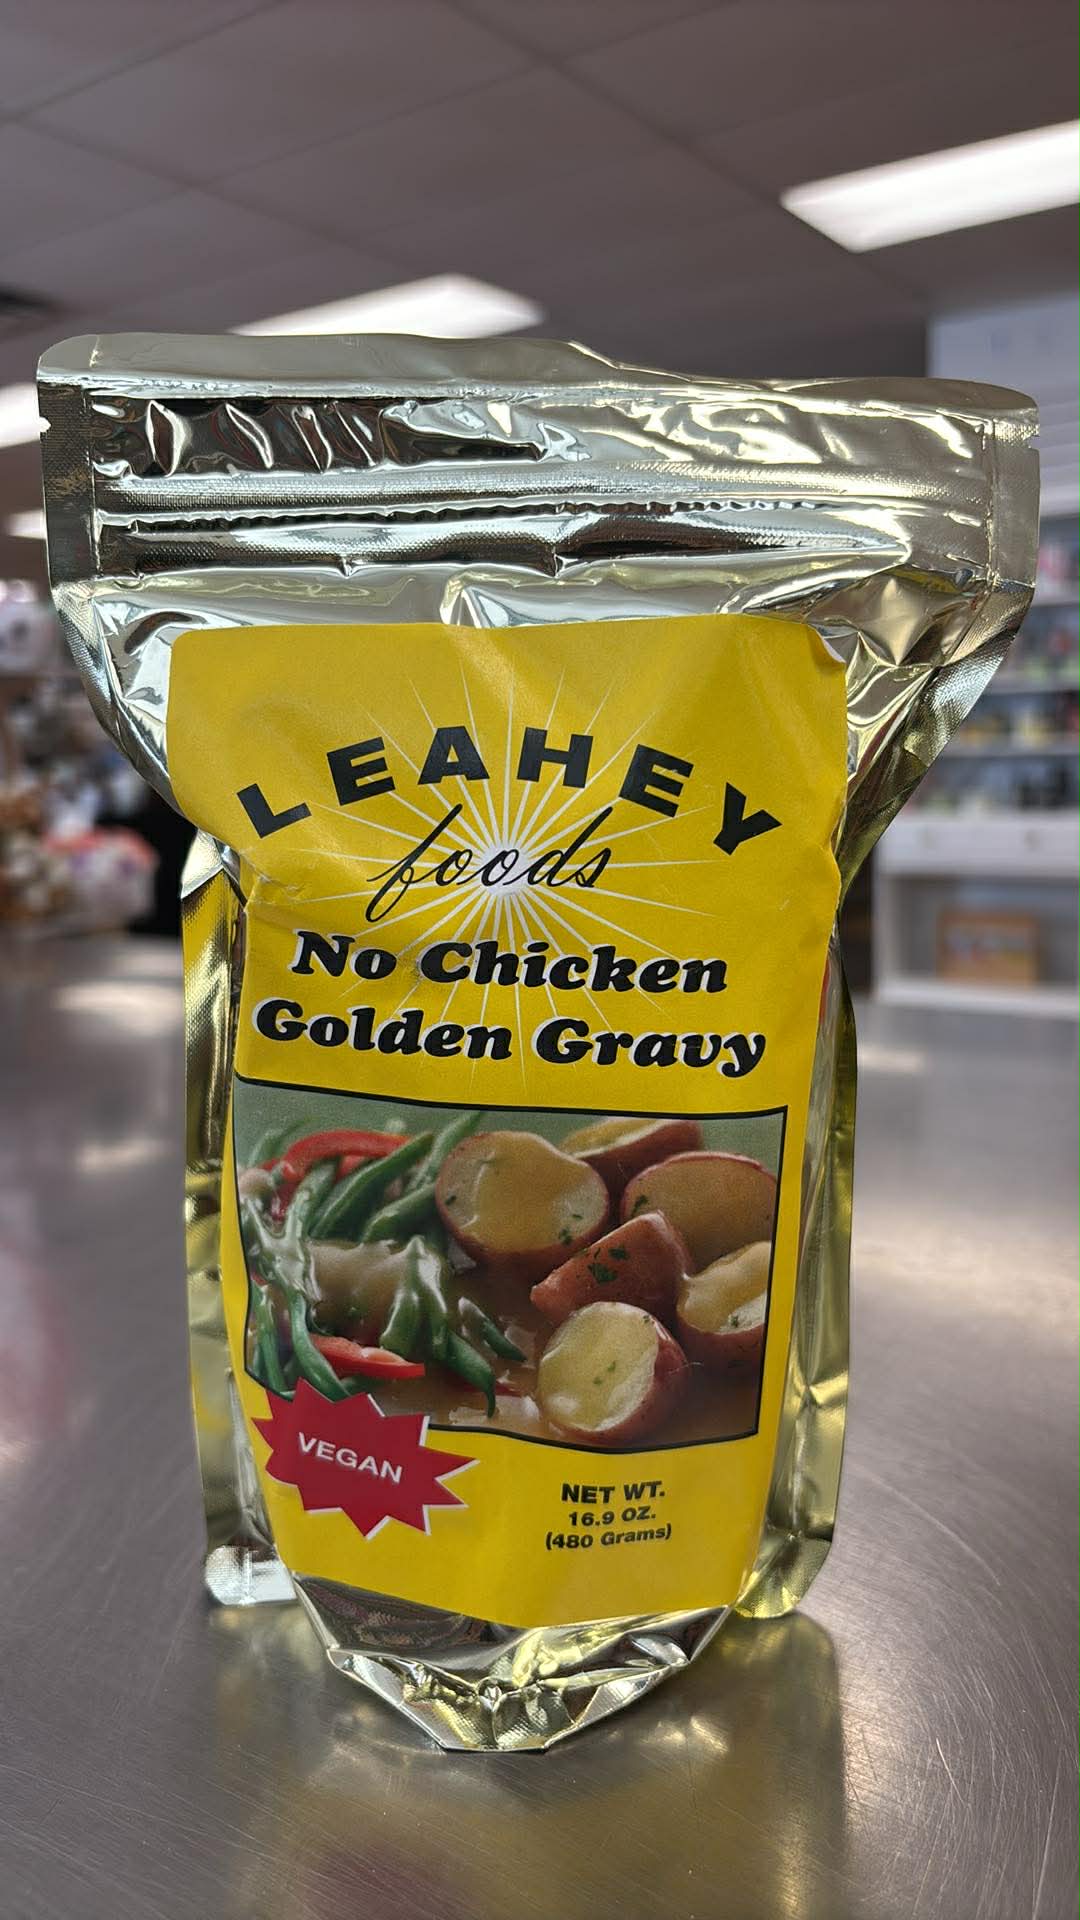 LEAHEY
foods
No Chicken
Golden Gravy
VEGAN
NET WT.
16.9 OZ.
(480 Grams)